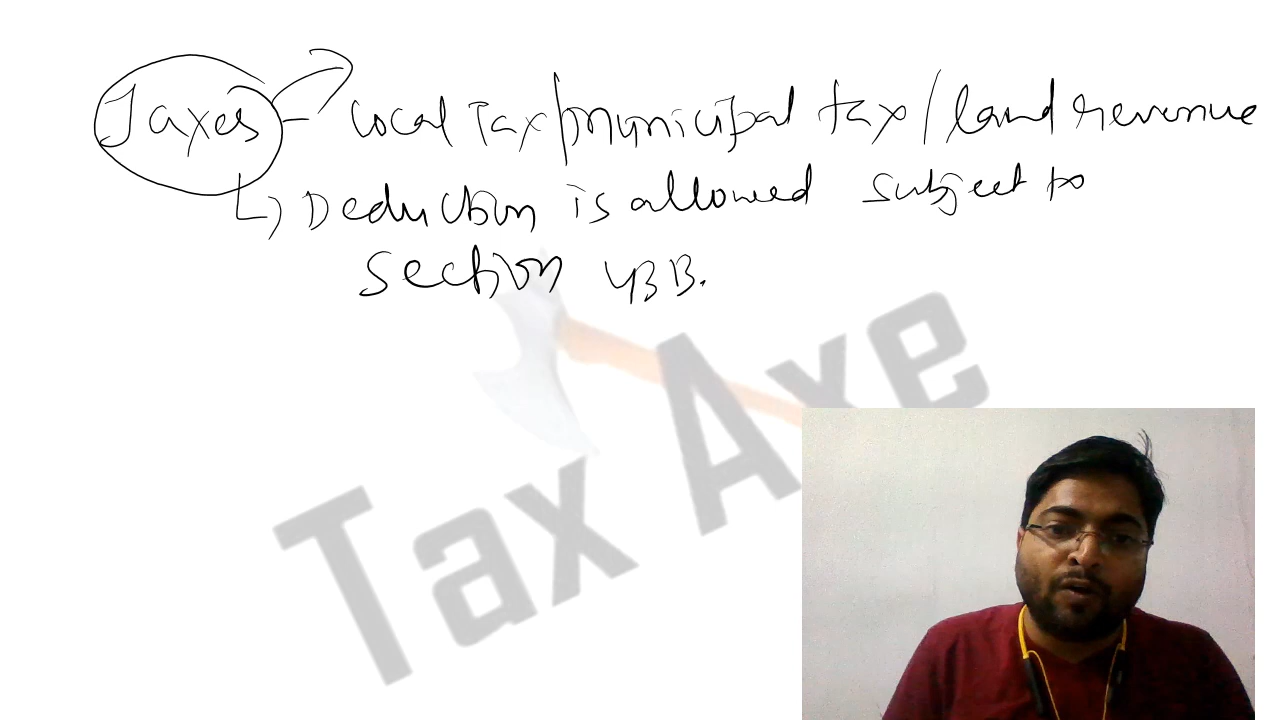 Taxes - Local Tax/Municipal tax/land revenue
Deduction is allowed subject to
section 43B.
Tax Axe